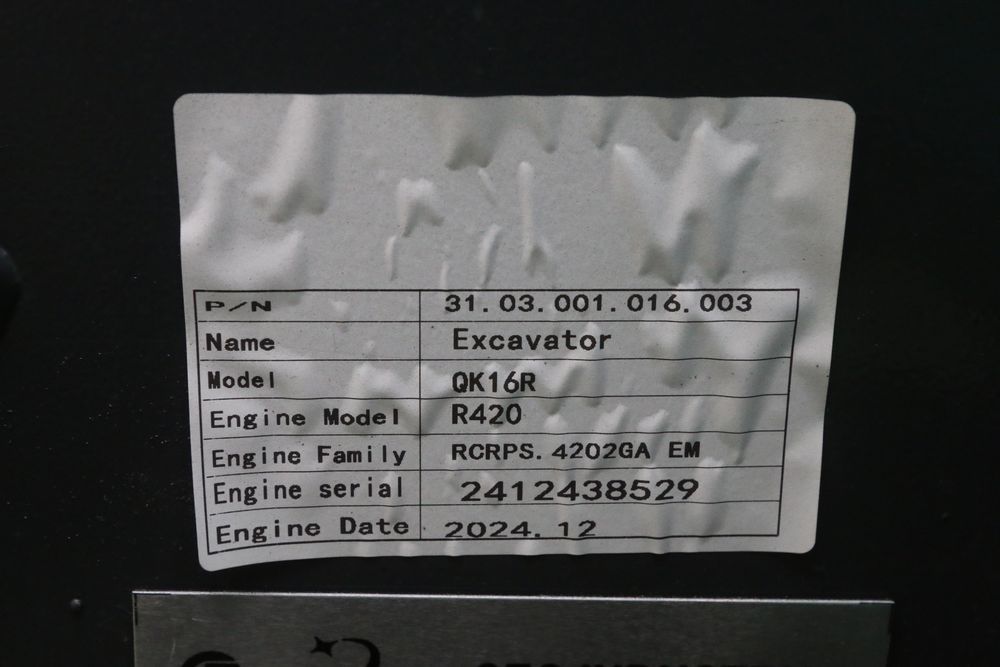 P/N 31.03.001.016.003
Name Excavator
Model QK16R
Engine Model R420
Engine Family RCRPS.4202GA EM
Engine serial 2412438529
Engine Date 2024.12